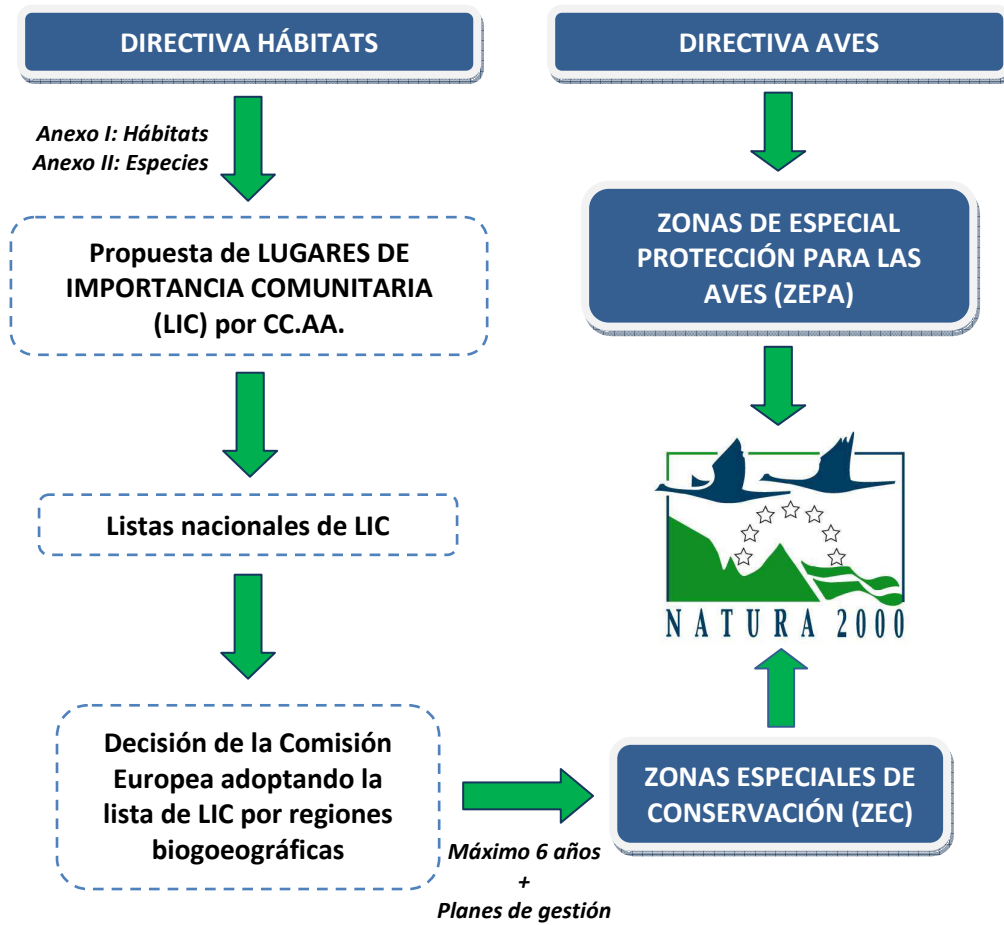 DIRECTIVA HÁBITATS
Anexo I: Hábitats
Anexo II: Especies
Propuesta de LUGARES DE
IMPORTANCIA COMUNITARIA
(LIC) por CC.AA.
Listas nacionales de LIC
Decisión de la Comisión
Europea adoptando la
lista de LIC por regiones
biogoeográficas
Máximo 6 años
+
Planes de gestión
DIRECTIVA AVES
ZONAS DE ESPECIAL
PROTECCIÓN PARA LAS
AVES (ZEPA)
NATURA 2000
ZONAS ESPECIALES DE
CONSERVACIÓN (ZEC)